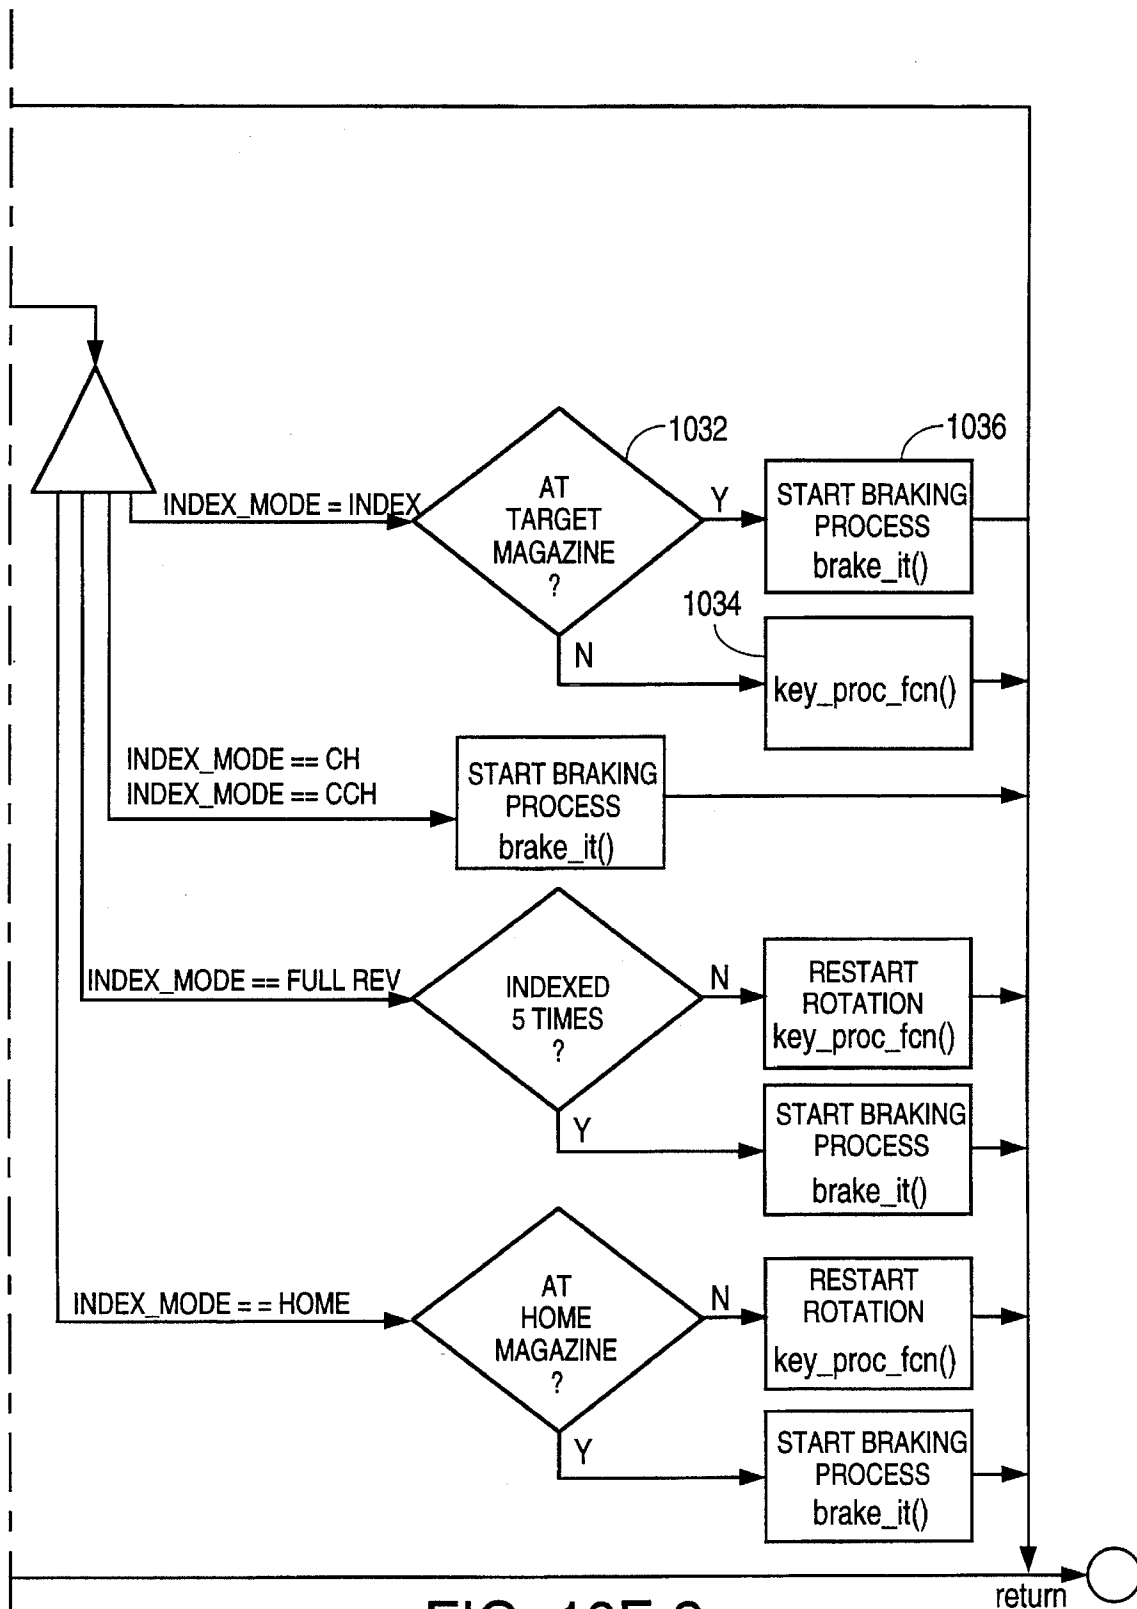 1032
1036
INDEX_MODE = INDEX
AT
TARGET
MAGAZINE
?
Y
START BRAKING
PROCESS
brake_it()
1034
N
key_proc_fcn()
INDEX_MODE == CH
INDEX_MODE == CCH
START BRAKING
PROCESS
brake_it()
INDEX_MODE == FULL REV
INDEXED
5 TIMES
?
N
RESTART
ROTATION
key_proc_fcn()
Y
START BRAKING
PROCESS
brake_it()
INDEX_MODE == HOME
AT
HOME
MAGAZINE
?
N
RESTART
ROTATION
key_proc_fcn()
Y
START BRAKING
PROCESS
brake_it()
return